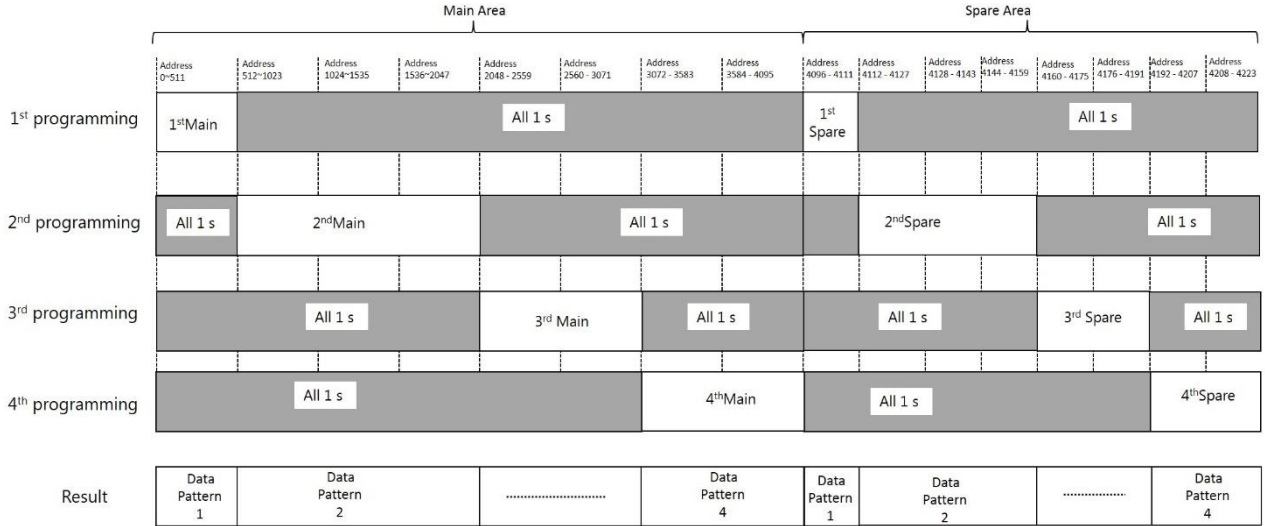 Main Area
Spare Area
Address
0~511
Address
512~1023
Address
1024~1535
Address
1536~2047
Address
2048 - 2559
Address
2560 - 3071
Address
3072 - 3583
Address
3584 - 4095
Address
4096 - 4111
Address
4112 - 4127
Address
4128 - 4143
Address
4144 - 4159
Address
4160 - 4175
Address
4176 - 4191
Address
4192 - 4207
Address
4208 - 4223
1st programming
1stMain
All 1 s
1st
Spare
All 1 s
2nd programming
All 1 s
2ndMain
All 1 s
2ndSpare
All 1 s
3rd programming
All 1 s
3rd Main
All 1 s
All 1 s
3rd Spare
All 1 s
4th programming
All 1 s
4thMain
All 1 s
4thSpare
Result
Data
Pattern
1
Data
Pattern
2
Data
Pattern
4
Data
Pattern
1
Data
Pattern
2
Data
Pattern
4